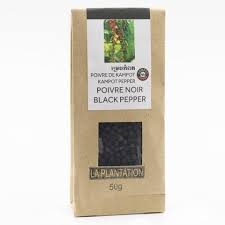 POIVRE DE KAMPOT
KAMPOT PEPPER
POIVRE NOIR
BLACK PEPPER
LA PLANTATION
50g